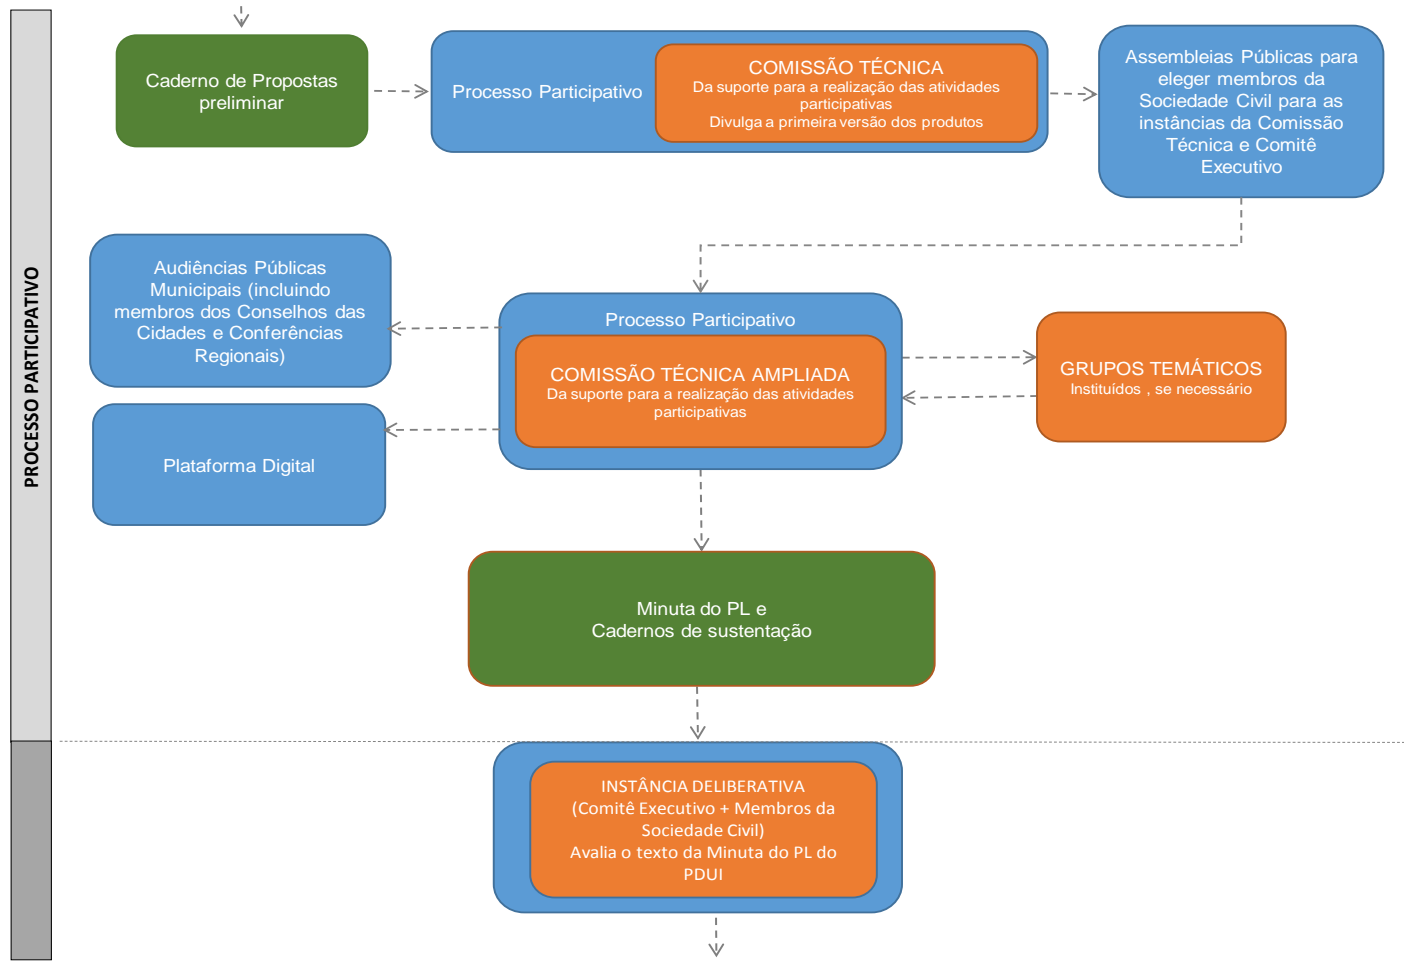 PROCESSO PARTICIPATIVO
Caderno de Propostas
preliminar
Processo Participativo
COMISSÃO TÉCNICA
Da suporte para a realização das atividades
participativas
Divulga a primeira versão dos produtos
Assembleias Públicas para
eleger membros da
Sociedade Civil para as
instâncias da Comissão
Técnica e Comitê
Executivo
Audiências Públicas
Municipais (incluindo
membros dos Conselhos das
Cidades e Conferências
Regionais)
Processo Participativo
COMISSÃO TÉCNICA AMPLIADA
Da suporte para a realização das atividades
participativas
GRUPOS TEMÁTICOS
Instituídos , se necessário
Plataforma Digital
Minuta do PL e
Cadernos de sustentação
INSTÂNCIA DELIBERATIVA
(Comitê Executivo + Membros da
Sociedade Civil)
Avalia o texto da Minuta do PL do
PDUI